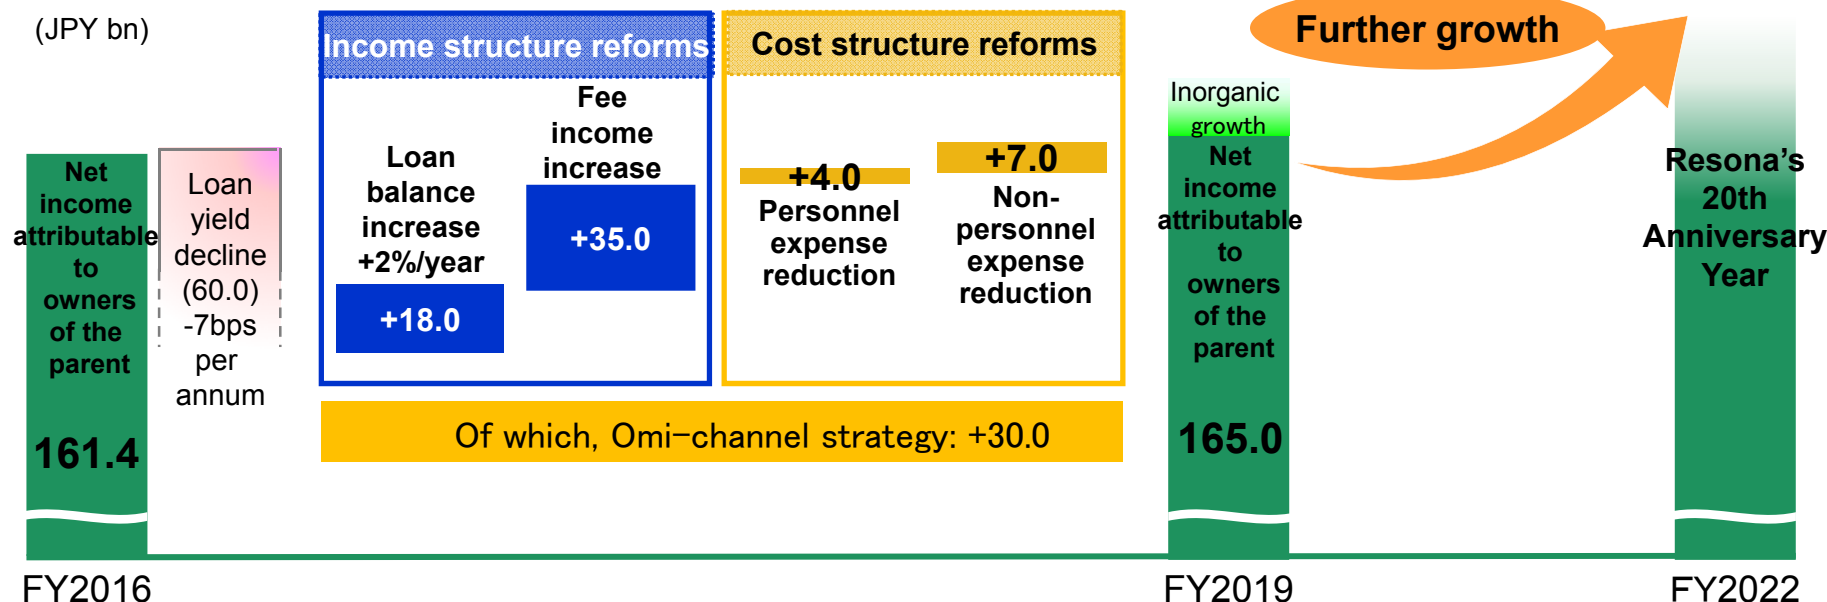 (JPY bn)
Net
income
attributable
to
owners
of the
parent
161.4
Loan
yield
decline
(60.0)
-7bps
per
annum
Income structure reforms
Loan
balance
increase
+2%/year
+18.0
Fee
income
increase
+35.0
Cost structure reforms
+4.0
Personnel
expense
reduction
+7.0
Non-
personnel
expense
reduction
Of which, Omi-channel strategy: +30.0
Inorganic
growth
Net
income
attributable
to
owners
of the
parent
165.0
Further growth
Resona's
20th
Anniversary
Year
FY2016
FY2019
FY2022